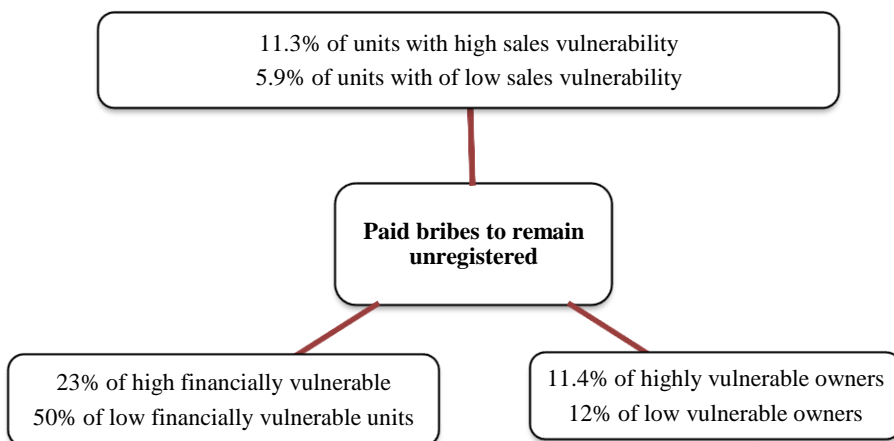 11.3% of units with high sales vulnerability
5.9% of units with of low sales vulnerability
Paid bribes to remain
unregistered
23% of high financially vulnerable
50% of low financially vulnerable units
11.4% of highly vulnerable owners
12% of low vulnerable owners